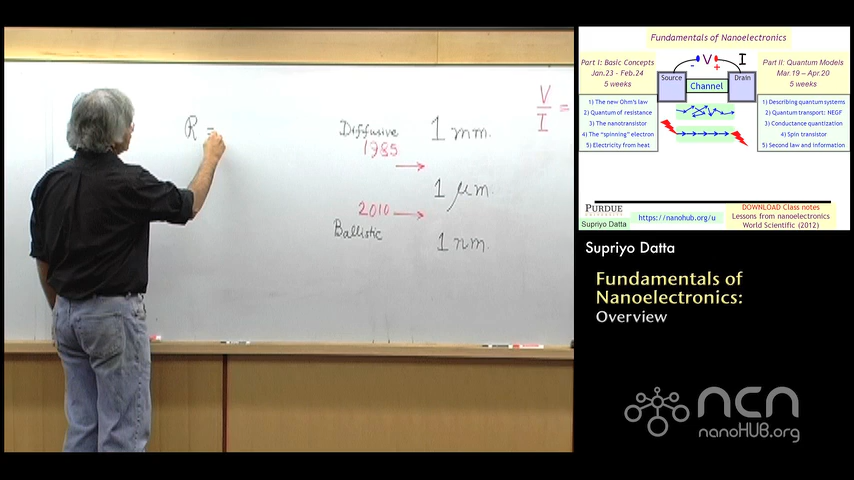 R =
Diffusive
1985
1 mm.
1 μm.
2010
Ballistic
1 nm.
V
I
=
Fundamentals of Nanoelectronics
Part I: Basic Concepts
Jan.23 - Feb.24
5 weeks
V
I
-
+
Source
Channel
Drain
Part II: Quantum Models
Mar.19 – Apr.20
5 weeks
1) The new Ohm's law
2) Quantum of resistance
3) The nanotransistor
4) The "spinning" electron
5) Electricity from heat
1) Describing quantum systems
2) Quantum transport: NEGF
3) Conductance quantization
4) Spin transistor
5) Second law and information
PURDUE
Supriyo Datta
https://nanohub.org/u
DOWNLOAD Class notes
Lessons from nanoelectronics
World Scientific (2012)
Supriyo Datta
Fundamentals of
Nanoelectronics:
Overview
ncn
nanoHUB.org